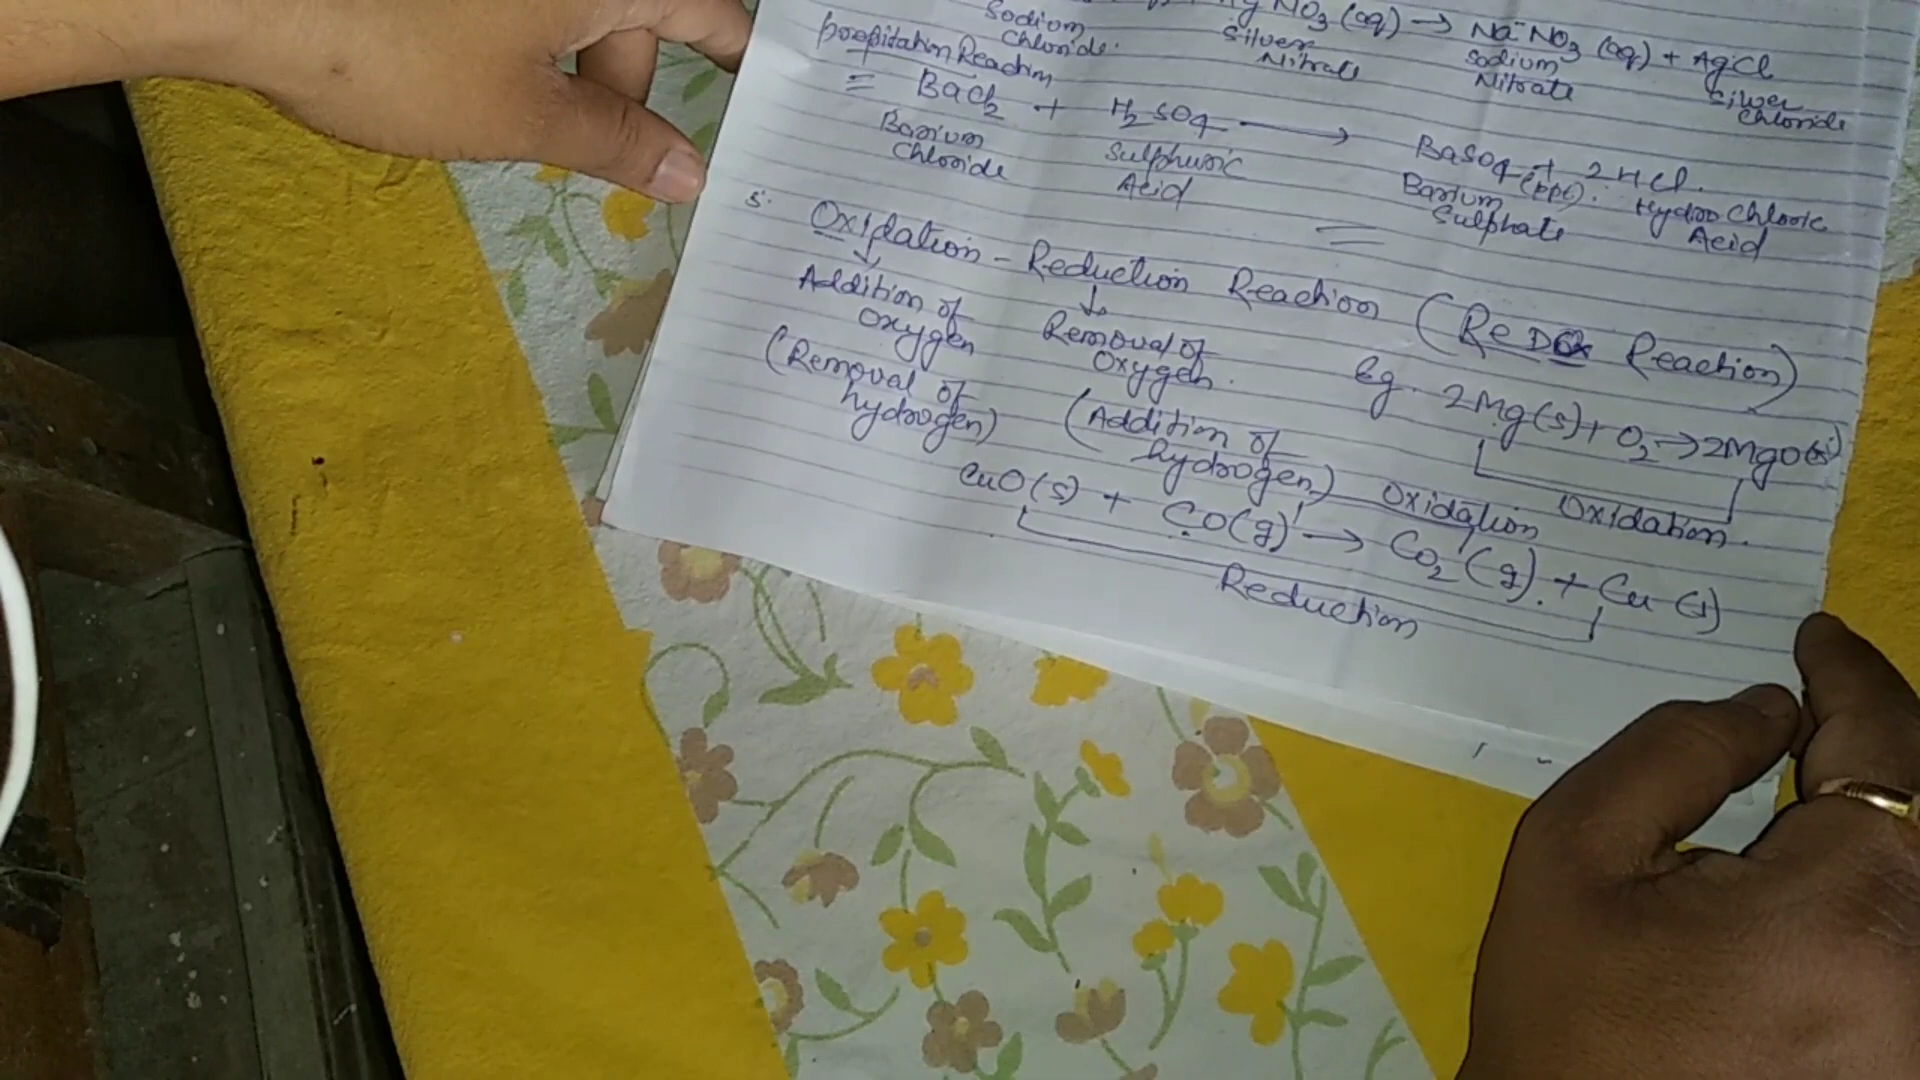 NO3 (aq) → Na NO3 (aq) + AgCl
Sodium Chloride. Silver Nitrate Sodium Nitrate Silver Chloride
Reaction
= BaCl2 + H2SO4 → BaSO4 (ppt). + 2HCl.
Barium Chloride Sulphuric Acid Barium Sulphate Hydro Chloric Acid
5. Oxidation - Reduction Reaction (ReDOx Reaction)
Addition of Oxygen Removal of Oxygen.
(Removal of hydrogen) (Addition of hydrogen)
Eg. 2Mg(s) + O2 → 2MgO(s)
Oxidation.
Oxidation
CuO(s) + CO(g) → CO2(g). + Cu (s)
Reduction